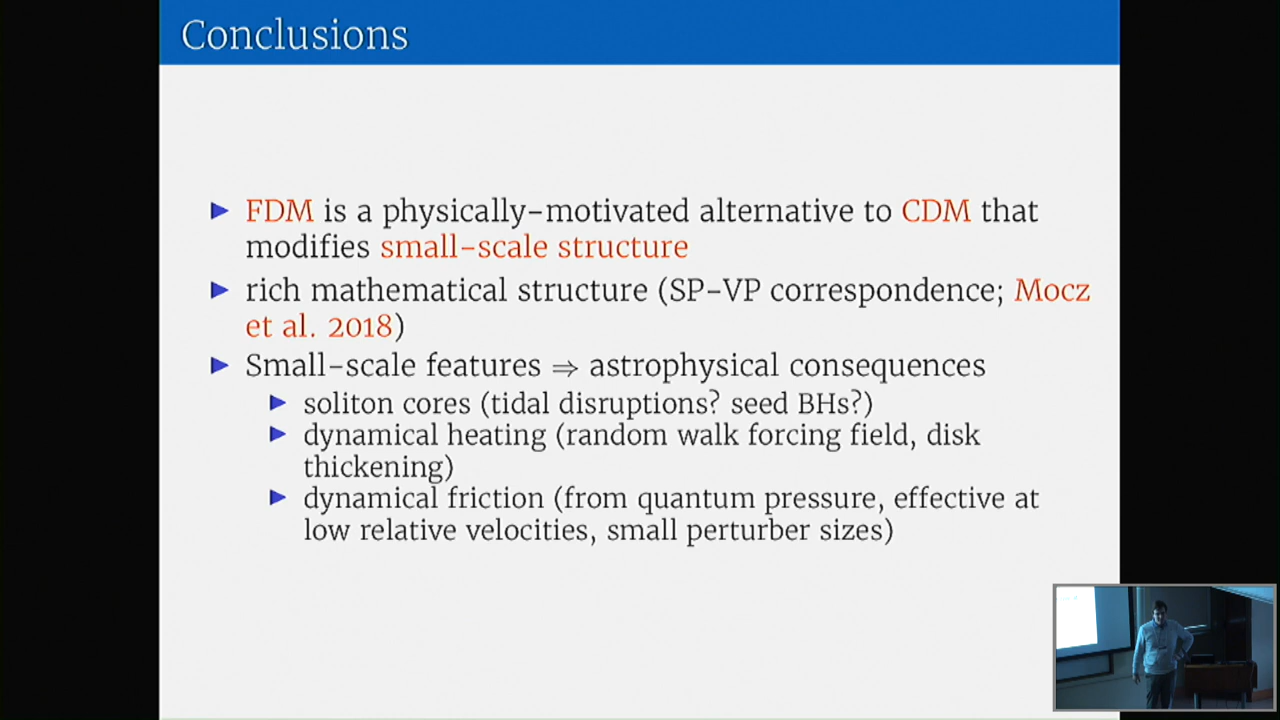 Conclusions
▶ FDM is a physically-motivated alternative to CDM that
modifies small-scale structure
▶ rich mathematical structure (SP-VP correspondence; Mocz
et al. 2018)
▶ Small-scale features ⇒ astrophysical consequences
▶ soliton cores (tidal disruptions? seed BHs?)
▶ dynamical heating (random walk forcing field, disk
thickening)
▶ dynamical friction (from quantum pressure, effective at
low relative velocities, small perturber sizes)